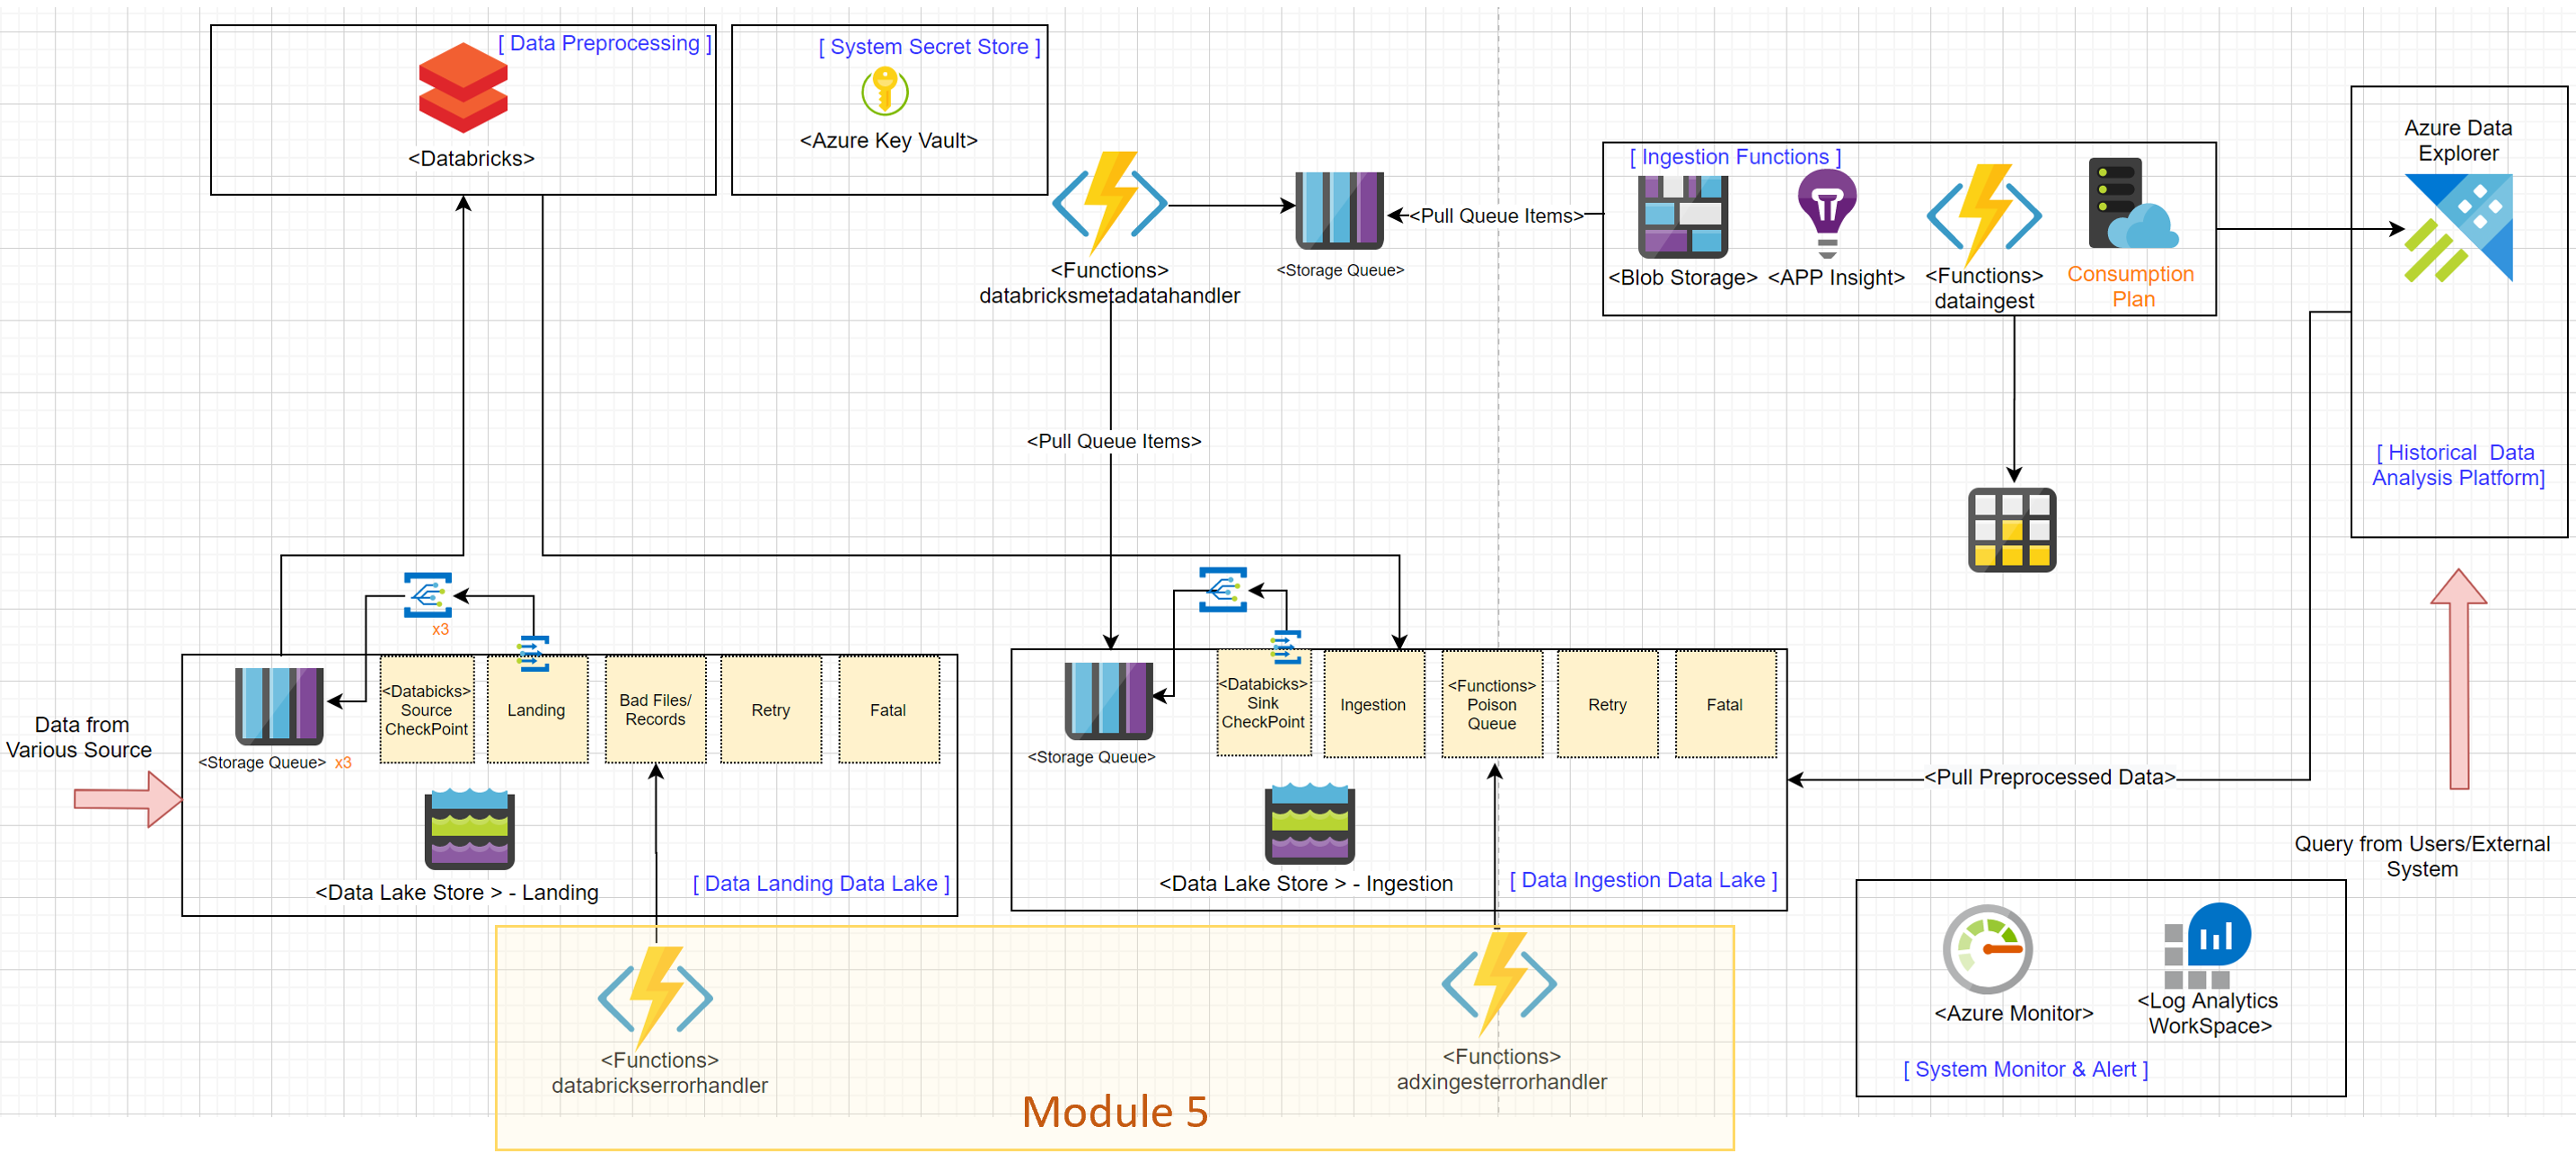 [ Data Preprocessing ]
<Databricks>
[ System Secret Store ]
<Azure Key Vault>
<Functions>
databricksmetadatahandler
<Storage Queue>
<Pull Queue Items>
[ Ingestion Functions ]
<Blob Storage>
<APP Insight>
<Functions>
dataingest
Consumption
Plan
Azure Data
Explorer
[ Historical  Data
Analysis Platform]
<Pull Queue Items>
x3
Data from
Various Source
<Storage Queue>
x3
<Databicks>
Source
CheckPoint
Landing
Bad Files/
Records
Retry
Fatal
<Data Lake Store > - Landing
[ Data Landing Data Lake ]
<Storage Queue>
<Databicks>
Sink
CheckPoint
Ingestion
<Functions>
Poison
Queue
Retry
Fatal
<Data Lake Store > - Ingestion
[ Data Ingestion Data Lake ]
<Pull Preprocessed Data>
Query from Users/External
System
<Functions>
databrickserrorhandler
<Functions>
adxingesterrorhandler
Module 5
<Azure Monitor>
<Log Analytics
WorkSpace>
[ System Monitor & Alert ]